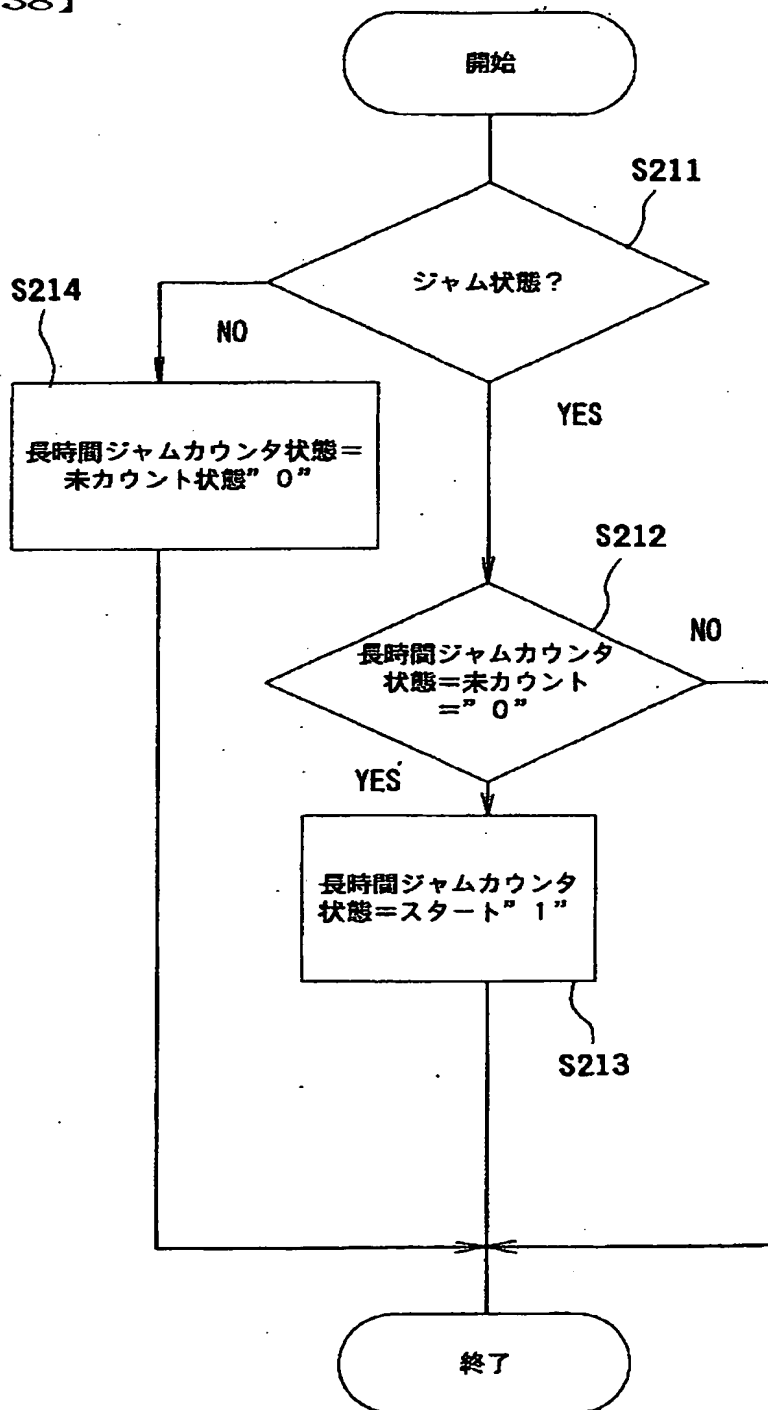 38】
開始
S211
ジャム状態？
S214
NO
YES
長時間ジャムカウンタ状態＝
未カウント状態”０”
S212
NO
長時間ジャムカウンタ
状態＝未カウント
＝”０”
YES
長時間ジャムカウンタ
状態＝スタート”１”
S213
終了